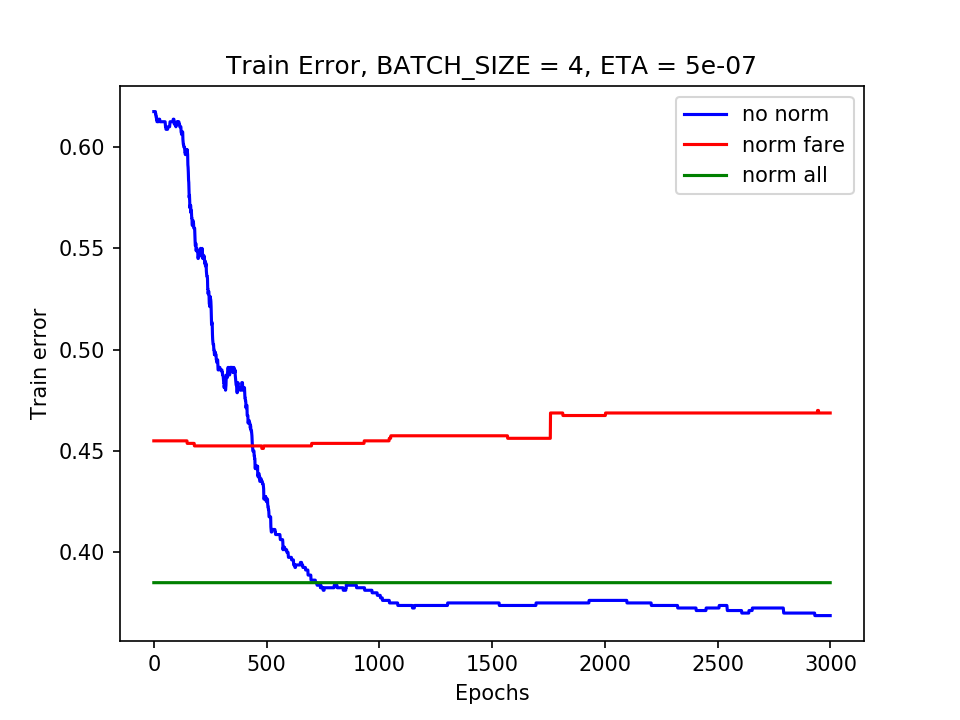 Train Error, BATCH_SIZE = 4, ETA = 5e-07
no norm
norm fare
norm all
Train error
0.60
0.55
0.50
0.45
0.40
0
500
1000
1500
2000
2500
3000
Epochs